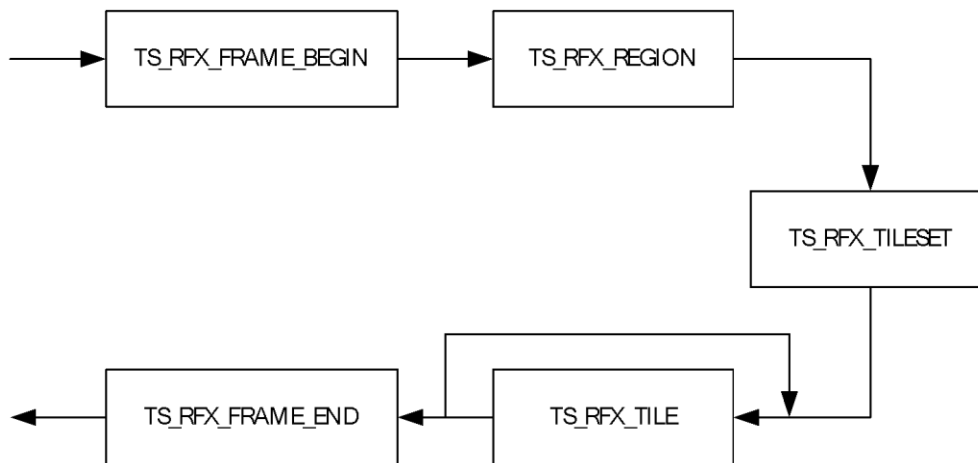 TS_RFX_FRAME_BEGIN
TS_RFX_REGION
TS_RFX_TILESET
TS_RFX_TILE
TS_RFX_FRAME_END